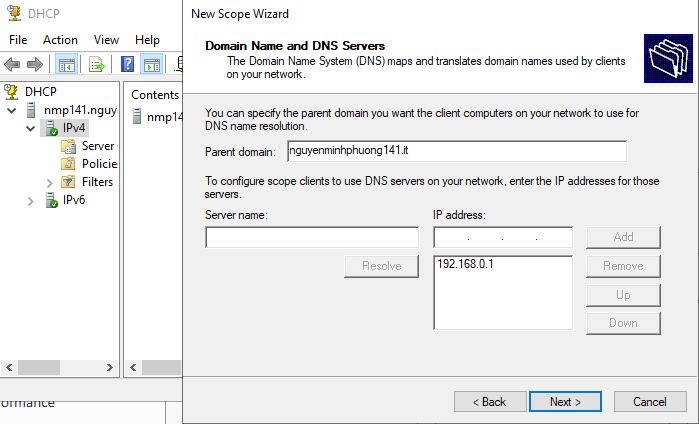 DHCP
File Action View Help
DHCP
nmp141.nguy
IPv4
Server
Policie
Filters
IPv6
Contents
nmp14
ormance
New Scope Wizard
Domain Name and DNS Servers
The Domain Name System (DNS) maps and translates domain names used by clients
on your network.
You can specify the parent domain you want the client computers on your network to use for
DNS name resolution.
Parent domain: nguyenminhphuong141.it
To configure scope clients to use DNS servers on your network, enter the IP addresses for those
servers.
Server name: IP address:
. . . Add
Resolve 192.168.0.1 Remove
Up
Down
< Back Next > Cancel